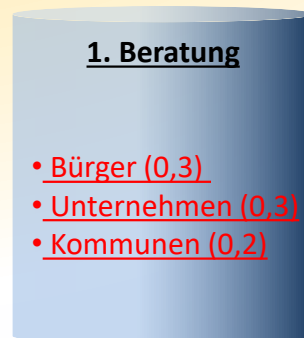 1. Beratung
• Bürger (0,3)
• Unternehmen (0,3)
• Kommunen (0,2)